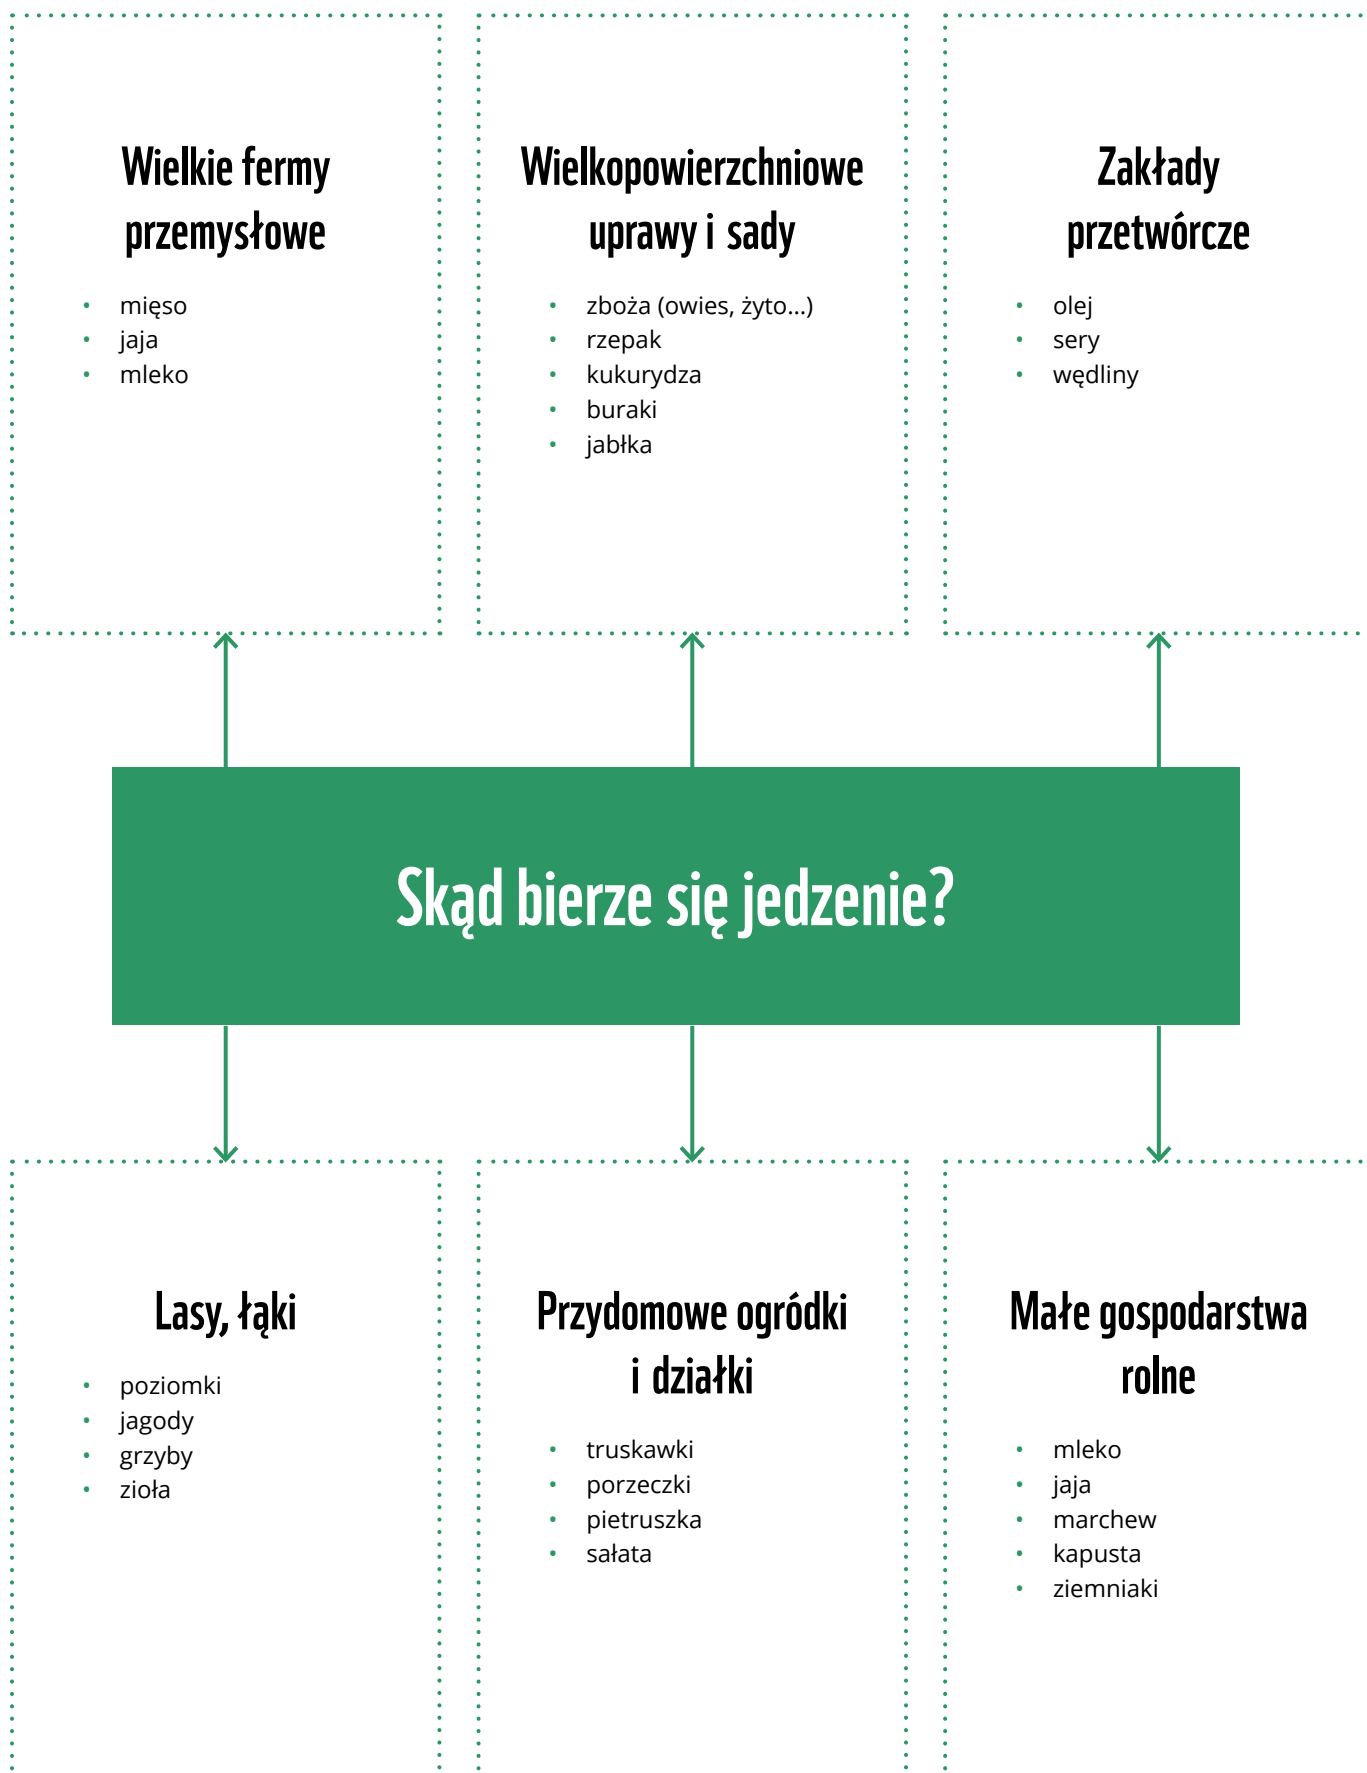 Wielkie fermy
przemysłowe
• mięso
• jaja
• mleko
Wielkopowierzchniowe
uprawy i sady
• zboża (owies, żyto...)
• rzepak
• kukurydza
• buraki
• jabłka
Zakłady
przetwórcze
• olej
• sery
• wędliny
Skąd bierze się jedzenie?
Lasy, łąki
• poziomki
• jagody
• grzyby
• zioła
Przydomowe ogródki
i działki
• truskawki
• porzeczki
• pietruszka
• sałata
Małe gospodarstwa
rolne
• mleko
• jaja
• marchew
• kapusta
• ziemniaki